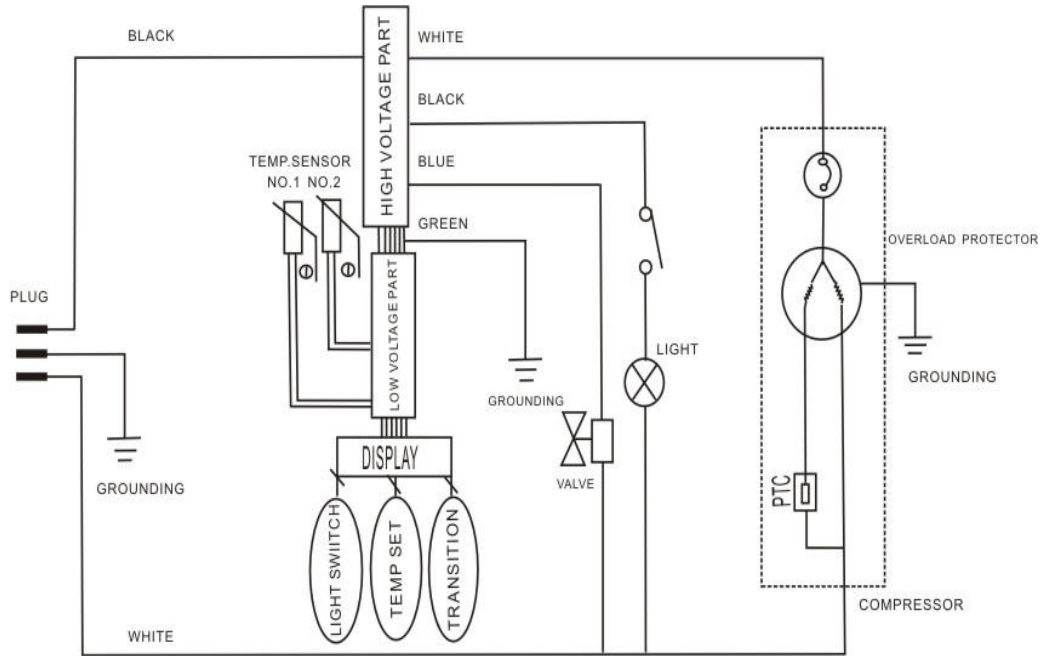 BLACK
WHITE
HIGH VOLTAGE PART
BLACK
TEMP.SENSOR
NO.1 NO.2
BLUE
GREEN
OVERLOAD PROTECTOR
PLUG
LOW VOLTAGE PART
LIGHT
GROUNDING
GROUNDING
GROUNDING
DISPLAY
VALVE
PTC
LIGHT SWIITCH
TEMP SET
TRANSITION
COMPRESSOR
WHITE